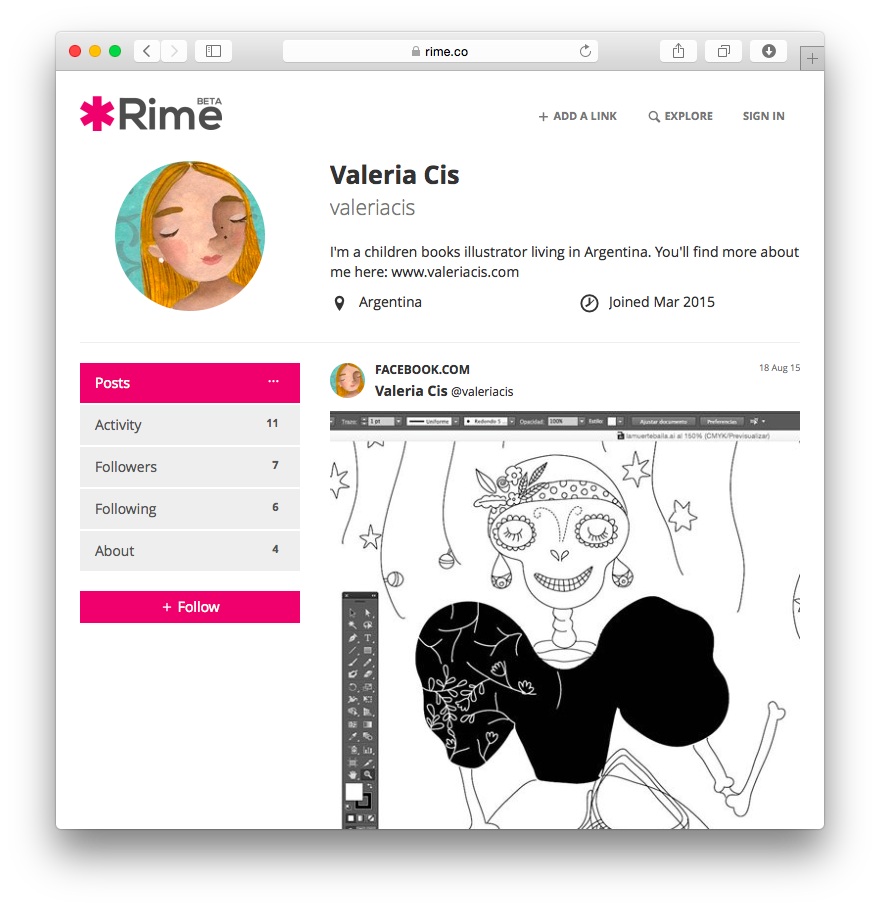 rime.co
Rime BETA
ADD A LINK
EXPLORE
SIGN IN
Valeria Cis
valeriacis
I'm a children books illustrator living in Argentina. You'll find more about
me here: www.valeriacis.com
Argentina
Joined Mar 2015
Posts ...
Activity 11
Followers 7
Following 6
About 4
+ Follow
FACEBOOK.COM
18 Aug 15
Valeria Cis @valeriacis
Trazo: 1 pt Uniforme Redondo 5 ... Opacidad: 100% Estilo: Ajustar documento Preferencias
lamuertabaila.ai al 150% (CMYK/Previsualizar)